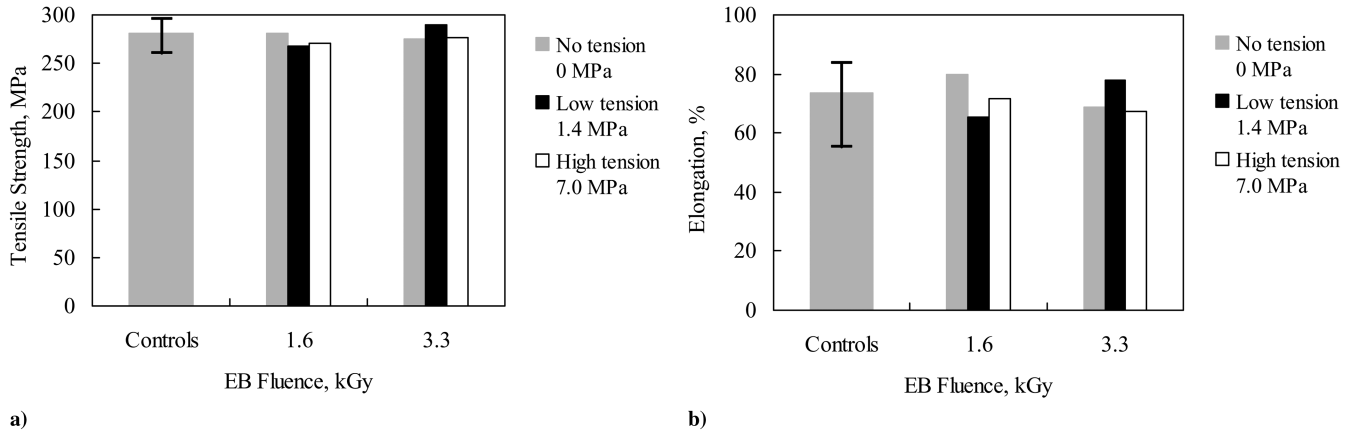 300
250
200
150
100
50
0
Tensile Strength, MPa
Controls
1.6
3.3
EB Fluence, kGy
No tension
0 MPa
Low tension
1.4 MPa
High tension
7.0 MPa
a)
100
80
60
40
20
0
Elongation, %
Controls
1.6
3.3
EB Fluence, kGy
No tension
0 MPa
Low tension
1.4 MPa
High tension
7.0 MPa
b)